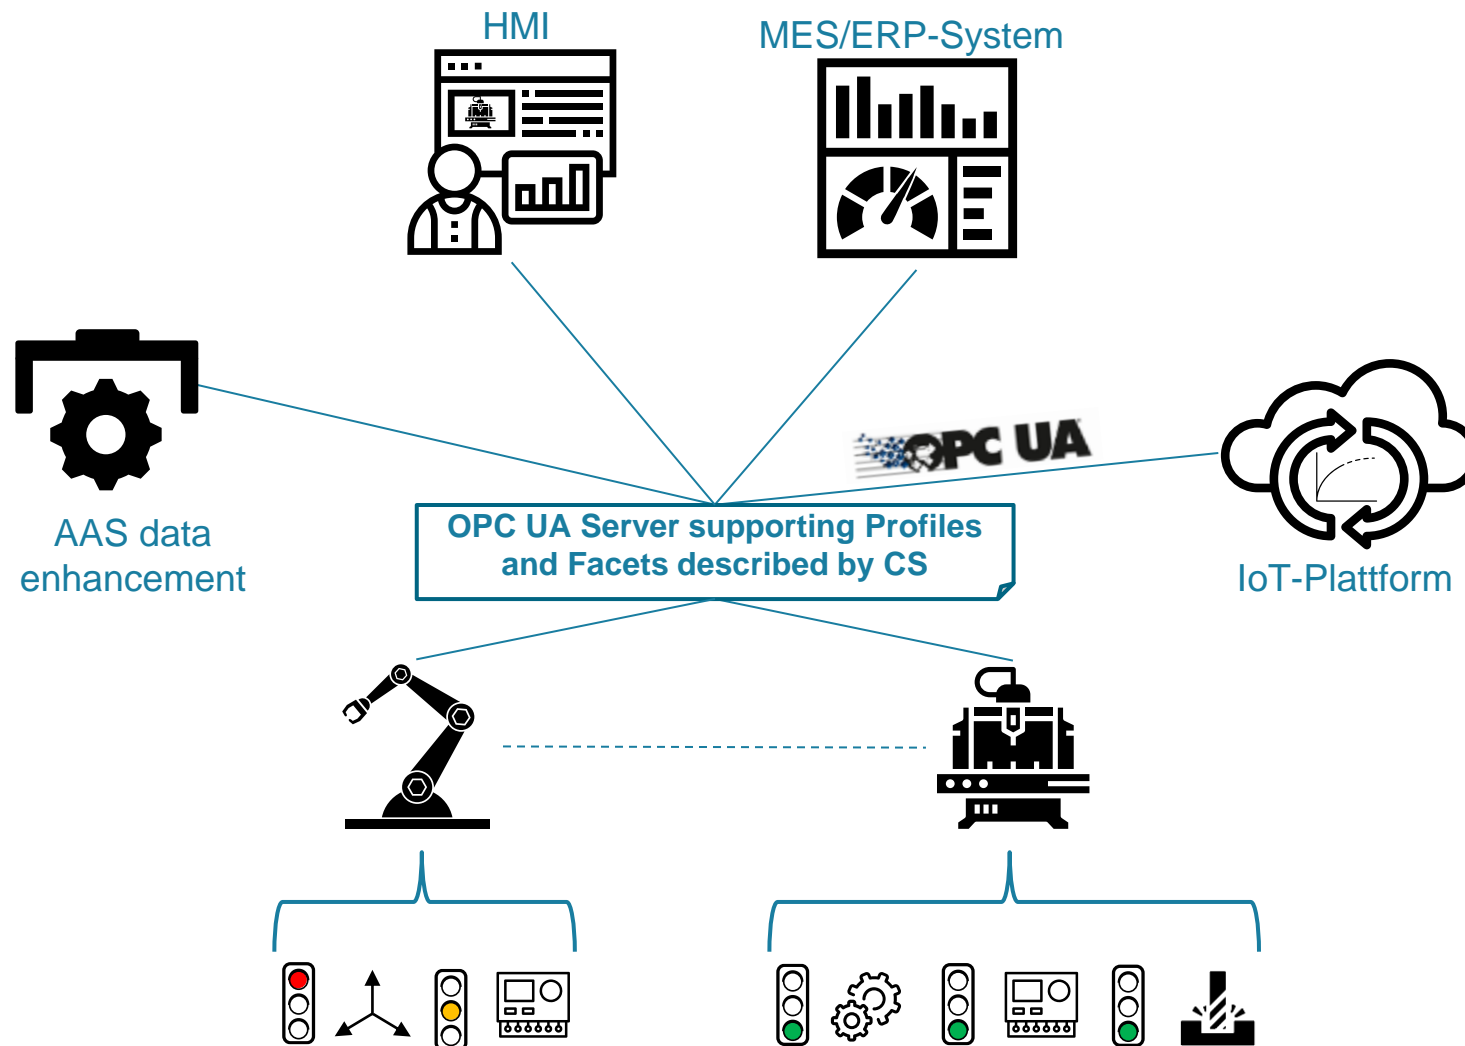 HMI
MES/ERP-System
OPC UA
AAS data
enhancement
OPC UA Server supporting Profiles
and Facets described by CS
IoT-Plattform